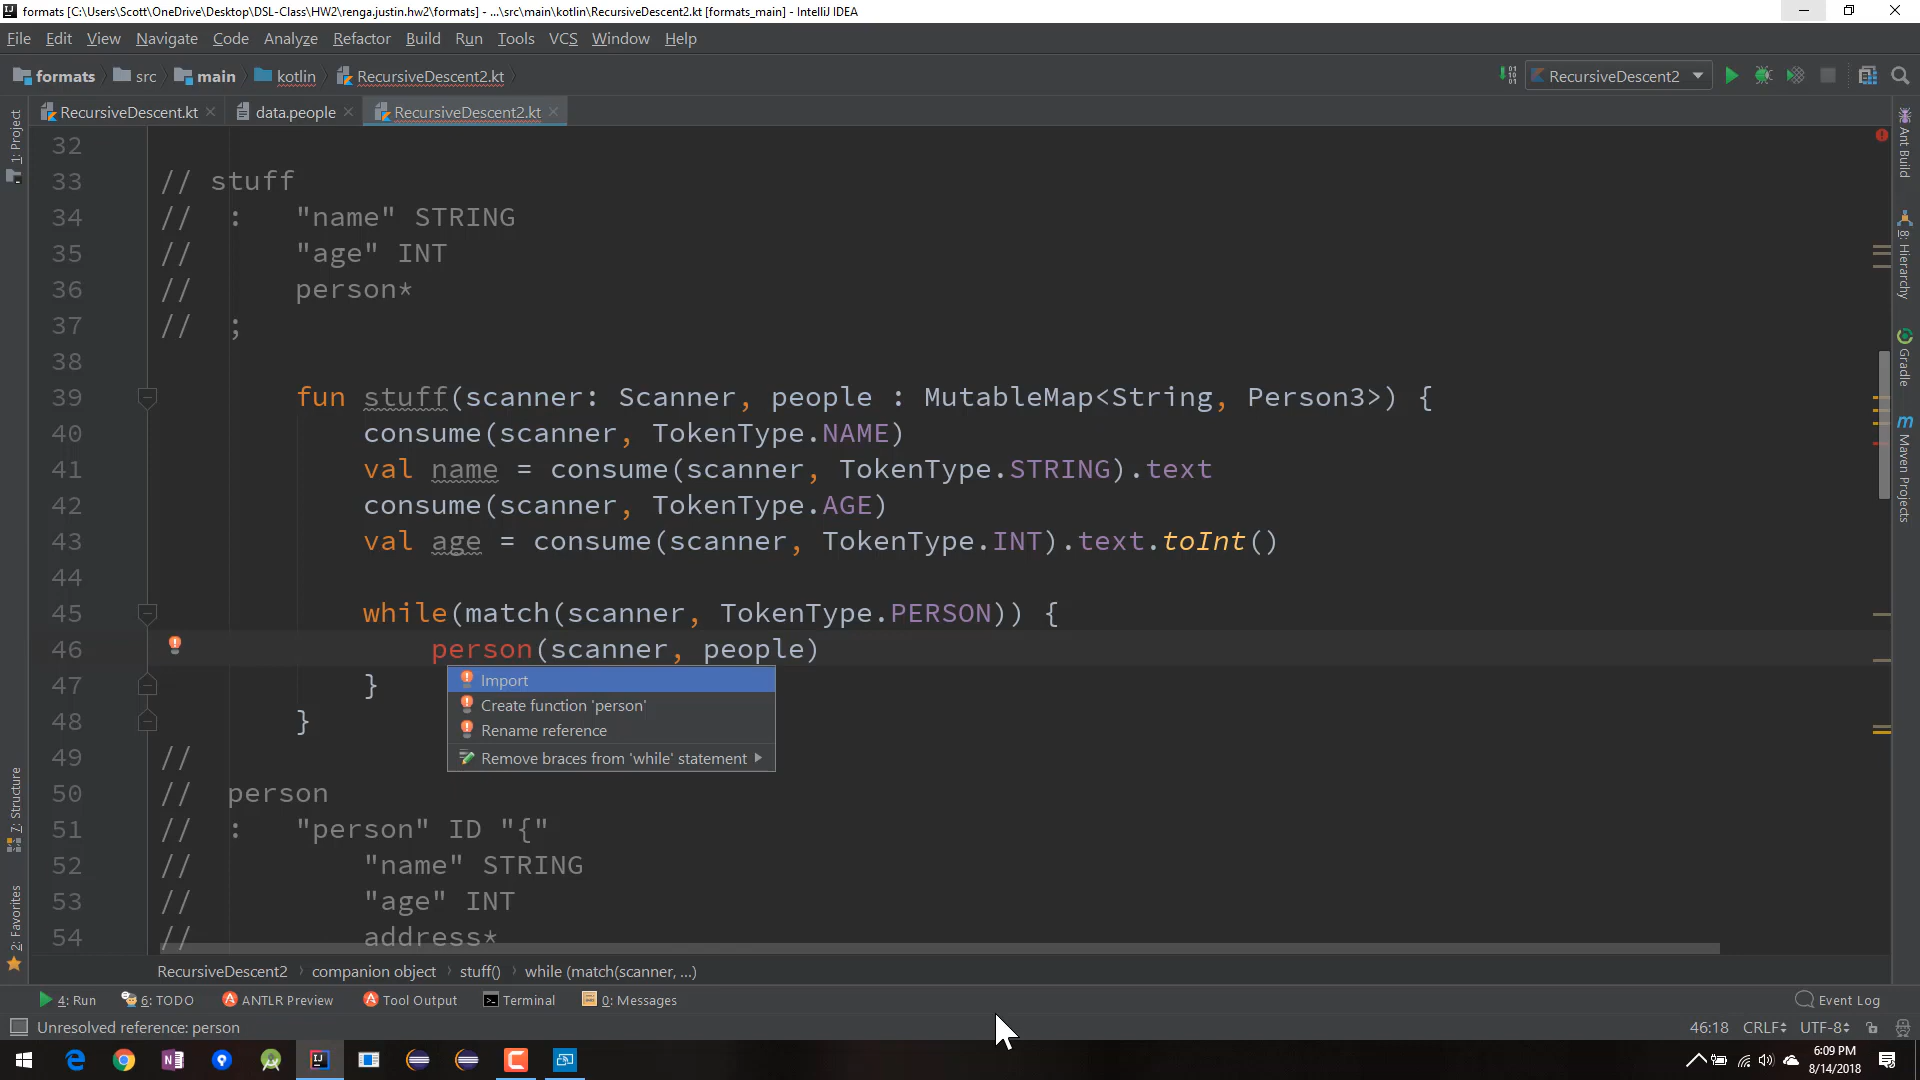 formats [C:\Users\Scott\OneDrive\Desktop\DSL-Class\HW2\renga.justin.hw2\formats] - ...\src\main\kotlin\RecursiveDescent2.kt [formats_main] - IntelliJ IDEA
File Edit View Navigate Code Analyze Refactor Build Run Tools VCS Window Help
formats src main kotlin RecursiveDescent2.kt RecursiveDescent2
RecursiveDescent.kt data.people RecursiveDescent2.kt
1: Project
7: Structure
2: Favorites
32
33 // stuff
34 // : "name" STRING
35 // "age" INT
36 // person*
37 // ;
38
39 fun stuff(scanner: Scanner, people : MutableMap<String, Person3>) {
40 consume(scanner, TokenType.NAME)
41 val name = consume(scanner, TokenType.STRING).text
42 consume(scanner, TokenType.AGE)
43 val age = consume(scanner, TokenType.INT).text.toInt()
44
45 while(match(scanner, TokenType.PERSON)) {
46 person(scanner, people)
47 }
48 }
49 //
50 // person
51 // : "person" ID "{"
52 // "name" STRING
53 // "age" INT
54 // address*
Import
Create function 'person'
Rename reference
Remove braces from 'while' statement
Ant Build
8: Hierarchy
Gradle
Maven Projects
RecursiveDescent2 › companion object › stuff() › while (match(scanner, ...)
4: Run 6: TODO ANTLR Preview Tool Output Terminal 0: Messages Event Log
Unresolved reference: person 46:18 CRLF UTF-8
6:09 PM
8/14/2018